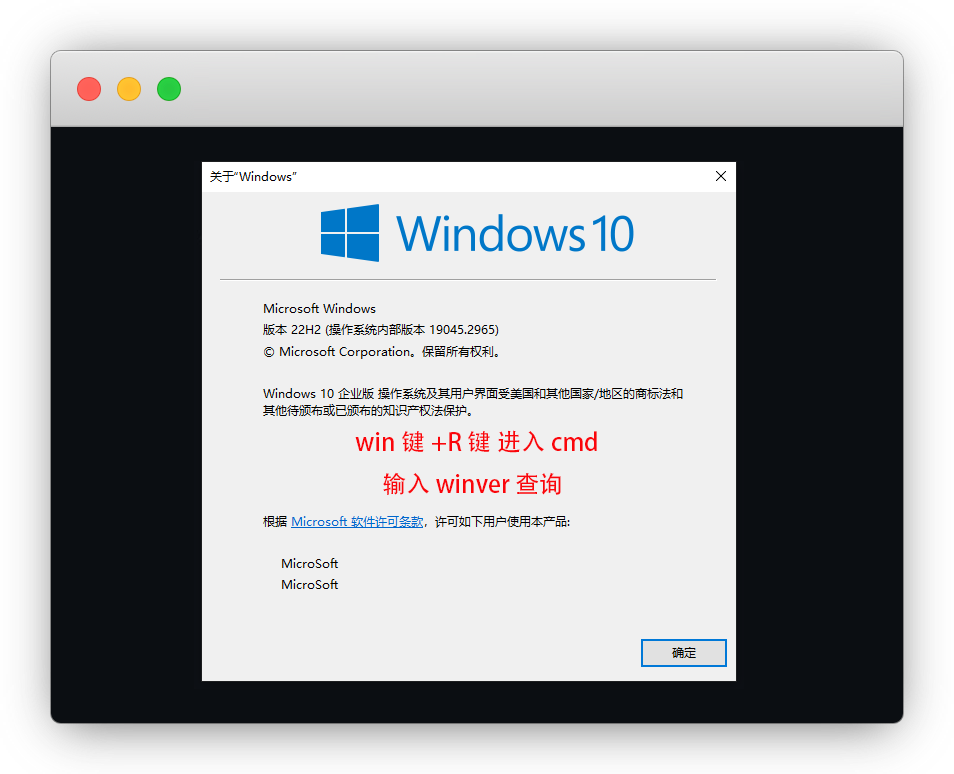 关于“Windows”
Windows 10
Microsoft Windows
版本 22H2 (操作系统内部版本 19045.2965)
© Microsoft Corporation。保留所有权利。
Windows 10 企业版 操作系统及其用户界面受美国和其他国家/地区的商标法和
其他待颁布或已颁布的知识产权法保护。
win 键 +R 键 进入 cmd
输入 winver 查询
根据 Microsoft 软件许可条款，许可如下用户使用本产品:
MicroSoft
MicroSoft
确定